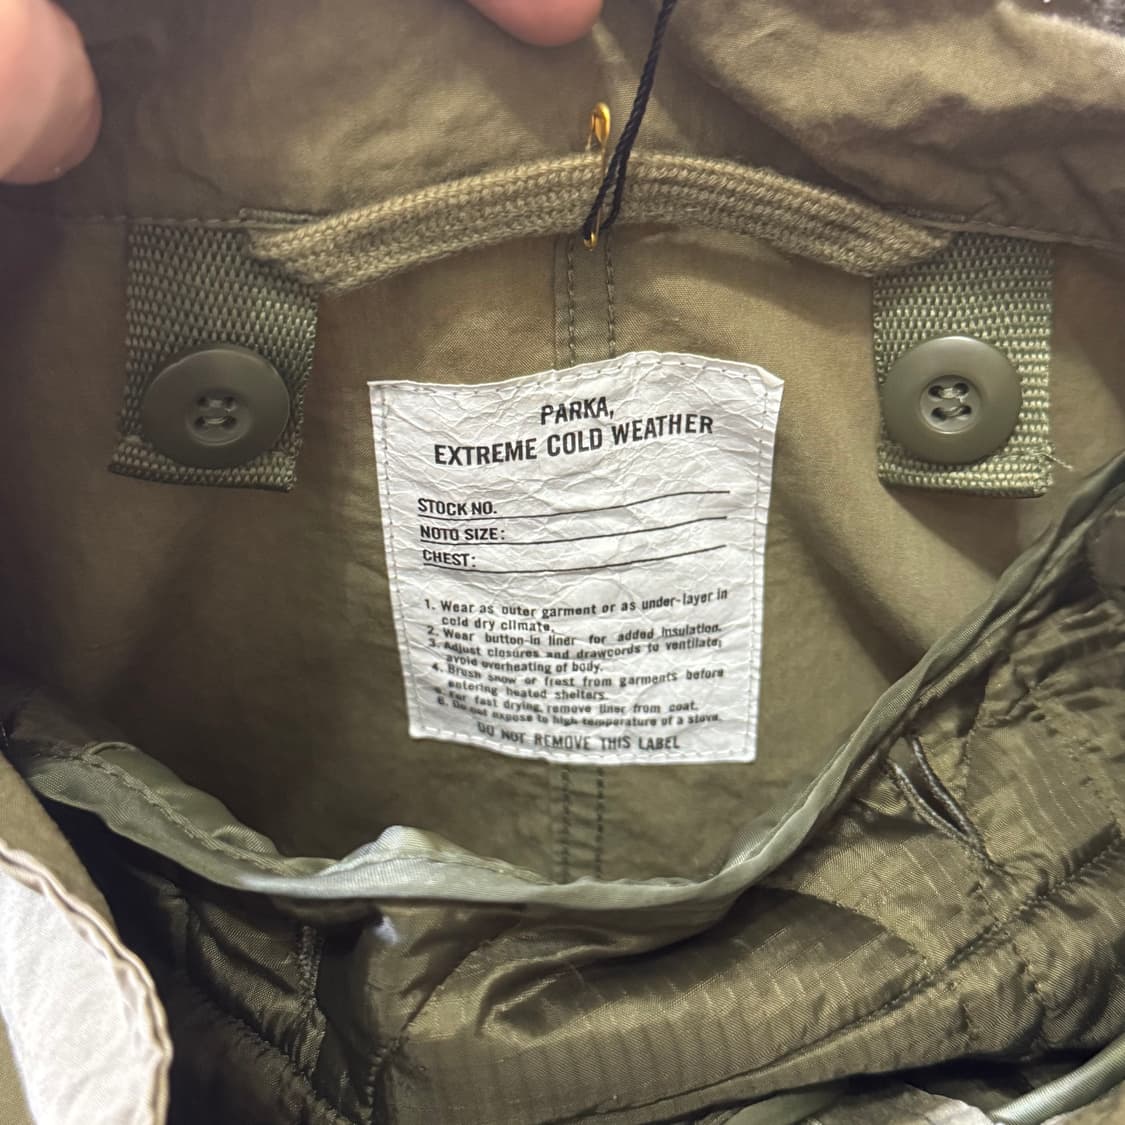 PARKA,
EXTREME COLD WEATHER
STOCK NO.
NOTO SIZE:
CHEST:
1. Wear as outer garment or as under-layer in
cold dry climate.
2. Wear button-in liner for added insulation.
3. Adjust closures and drawcords to ventilate;
avoid overheating of body.
4. Brush snow or frost from garments before
entering heated shelters.
5. For fast drying, remove liner from coat.
6. Do not expose to high temperature of a stove.
DO NOT REMOVE THIS LABEL